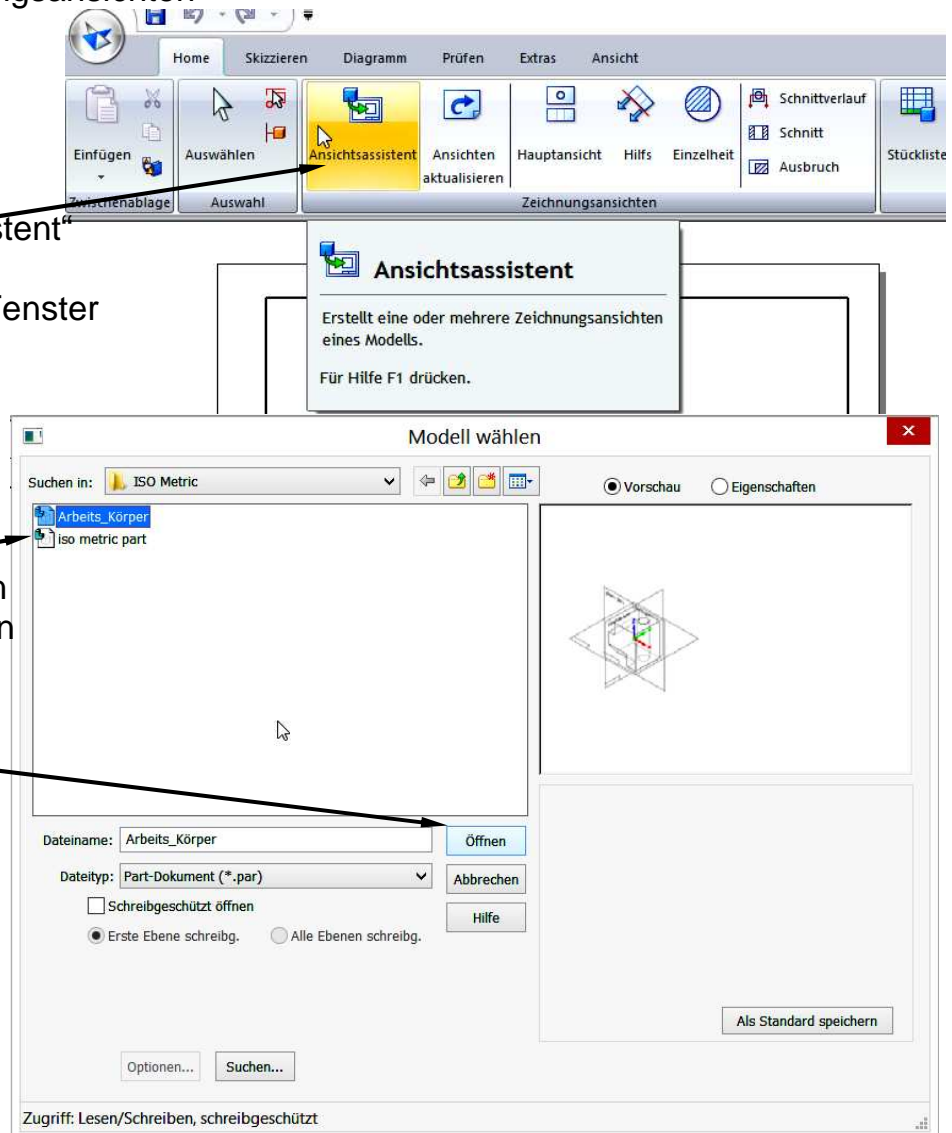 ngsansichten
Home Skizzieren Diagramm Prüfen Extras Ansicht
Einfügen
Zwischenablage
Auswählen
Auswahl
Ansichtsassistent
Ansichten
aktualisieren
Hauptansicht
Hilfs
Einzelheit
Schnittverlauf
Schnitt
Ausbruch
Zeichnungsansichten
Stückliste
stent“
Fenster
Ansichtsassistent
Erstellt eine oder mehrere Zeichnungsansichten
eines Modells.
Für Hilfe F1 drücken.
Modell wählen
Suchen in: ISO Metric
Vorschau Eigenschaften
Arbeits_Körper
iso metric part
n
n
Dateiname: Arbeits_Körper Öffnen
Dateityp: Part-Dokument (*.par) Abbrechen
Schreibgeschützt öffnen
Hilfe
Erste Ebene schreibg. Alle Ebenen schreibg.
Als Standard speichern
Optionen... Suchen...
Zugriff: Lesen/Schreiben, schreibgeschützt